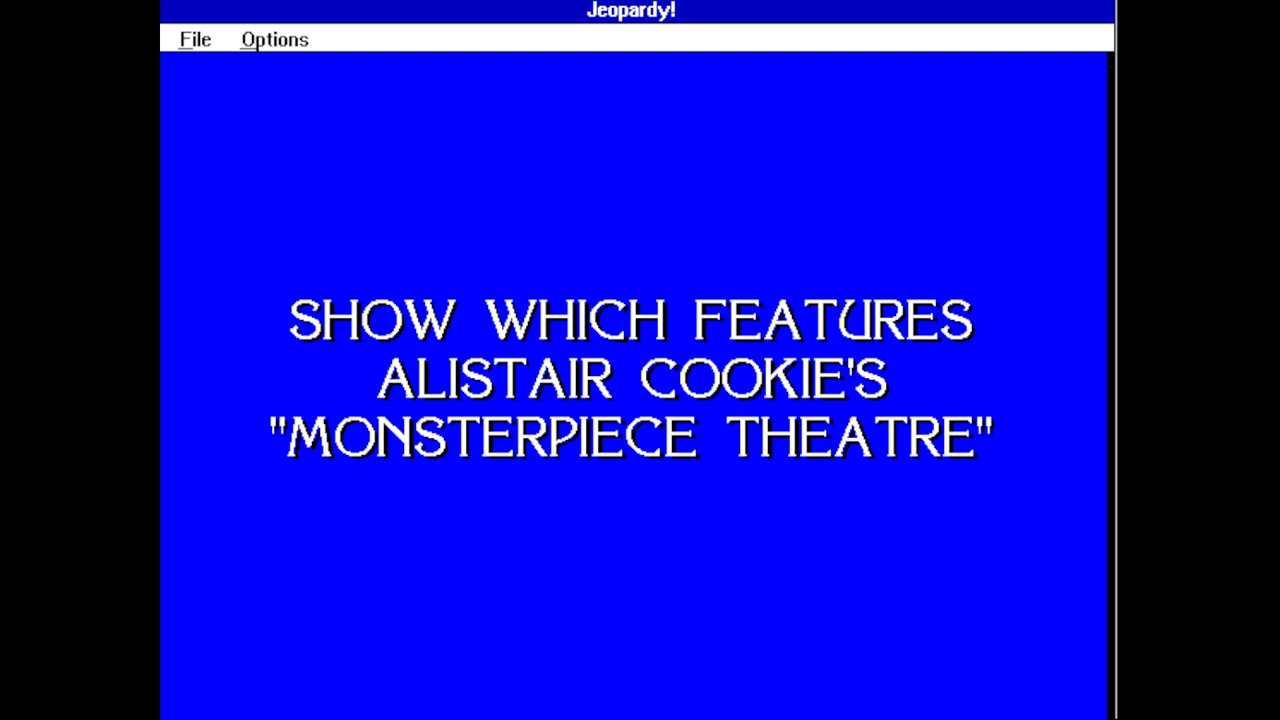 Jeopardy!
File Options
SHOW WHICH FEATURES
ALISTAIR COOKIE'S
"MONSTERPIECE THEATRE"